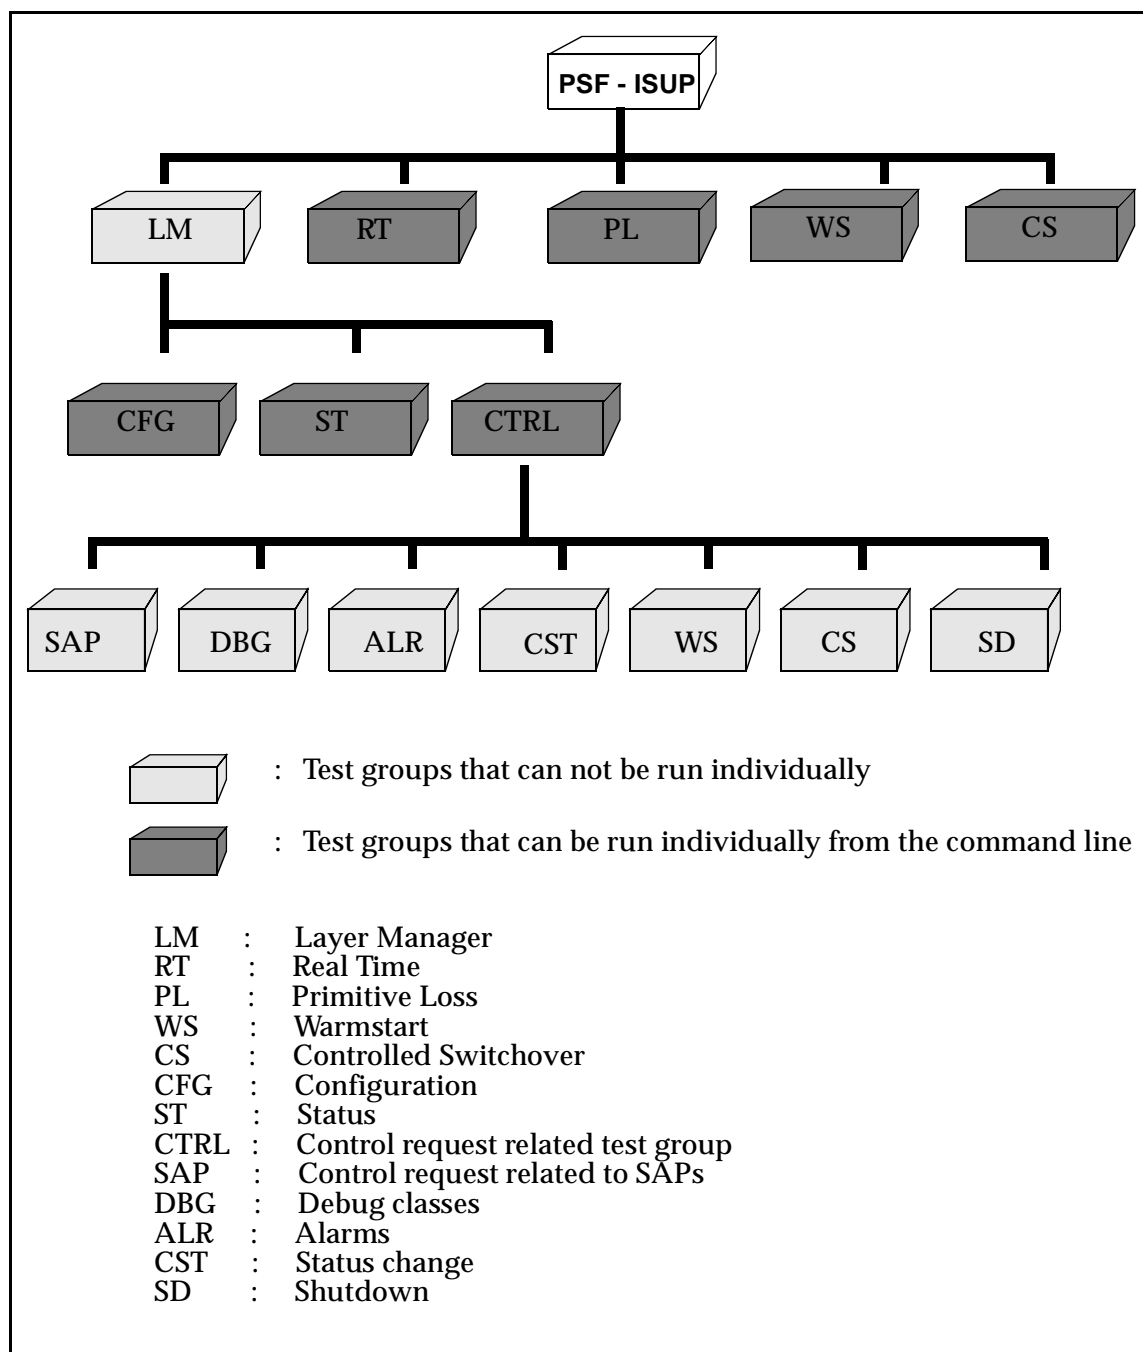 PSF - ISUP
LM RT PL WS CS
CFG ST CTRL
SAP DBG ALR CST WS CS SD
: Test groups that can not be run individually
: Test groups that can be run individually from the command line
LM : Layer Manager
RT : Real Time
PL : Primitive Loss
WS : Warmstart
CS : Controlled Switchover
CFG : Configuration
ST : Status
CTRL : Control request related test group
SAP : Control request related to SAPs
DBG : Debug classes
ALR : Alarms
CST : Status change
SD : Shutdown